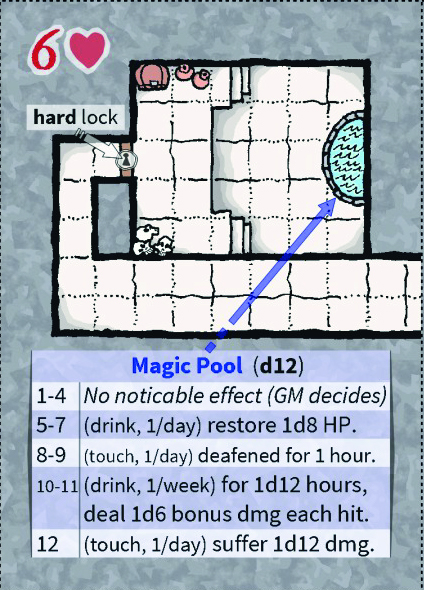 6
hard lock
Magic Pool (d12)
1-4 No noticable effect (GM decides)
5-7 (drink, 1/day) restore 1d8 HP.
8-9 (touch, 1/day) deafened for 1 hour.
10-11 (drink, 1/week) for 1d12 hours,
deal 1d6 bonus dmg each hit.
12 (touch, 1/day) suffer 1d12 dmg.